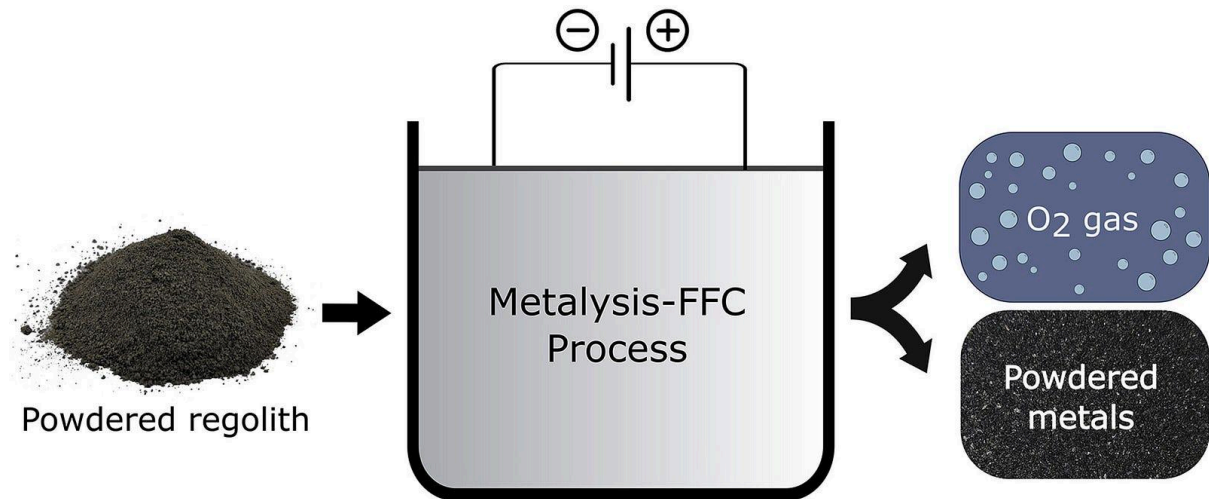 −
+
Powdered regolith
Metalysis-FFC
Process
O2 gas
Powdered
metals